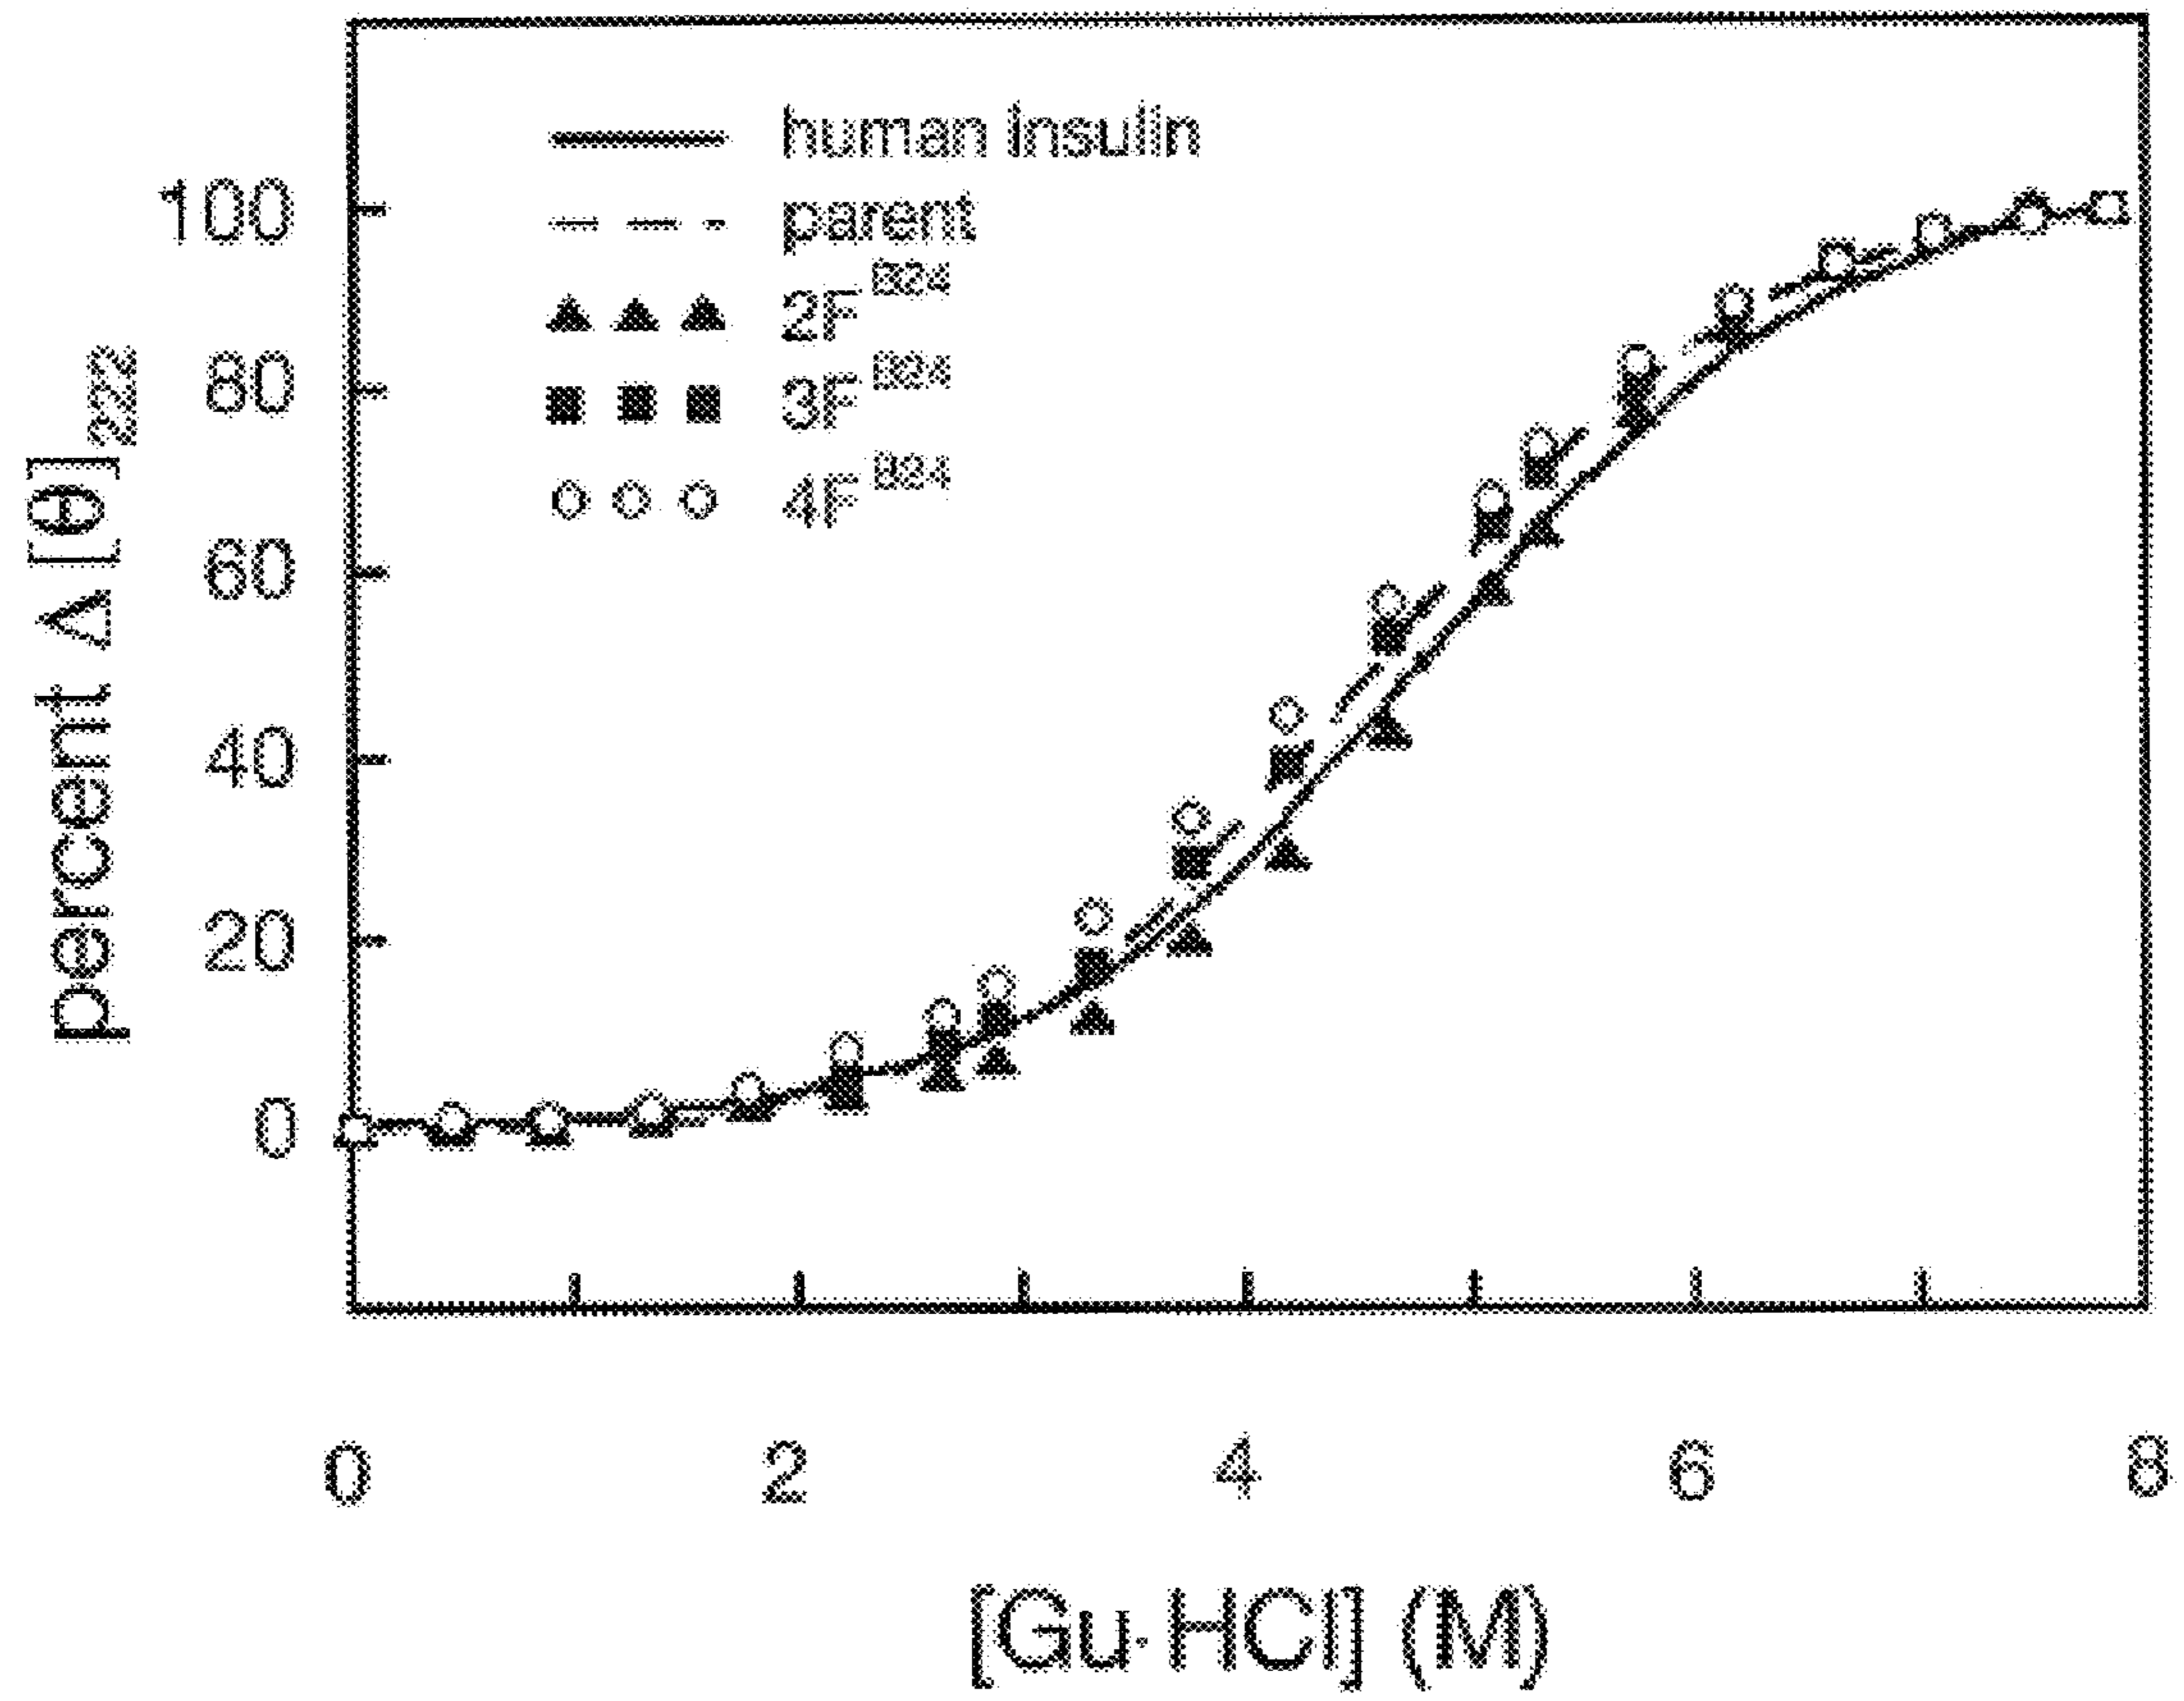 human insulin
parent
2F B24
3F B24
4F B24
percent Δ [θ]222
100
80
60
40
20
0
0 2 4 6 8
[Gu·HCl] (M)